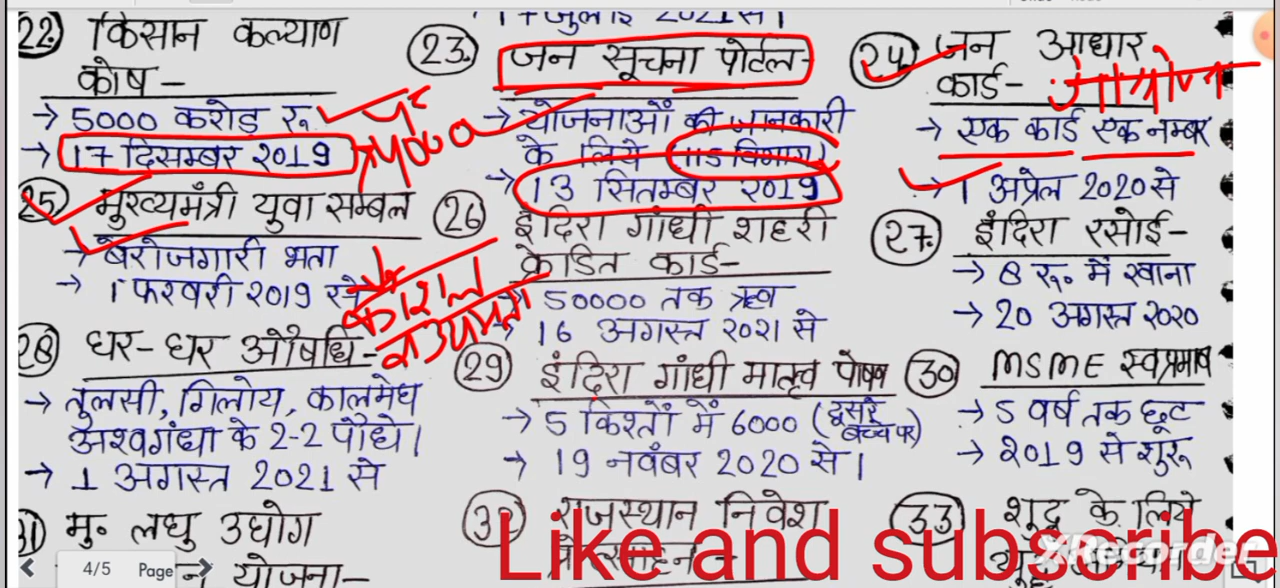 17 जुलाई 2021 से।
22. किसान कल्याण
कोष -
→ 5000 करोड़ रू
→ 17 दिसम्बर 2019
23. जन सूचना पोर्टल-
→ योजनाओं की जानकारी
के लिये (115 विभाग)
→ 13 सितम्बर 2019
24. जन आधार
कार्ड-
→ एक कार्ड एक नम्बर
→ 1 अप्रेल 2020 से
25. मुख्यमंत्री युवा सम्बल
→ बेरोजगारी भता
→ 1 फरवरी 2019 से
26 इंदिरा गांधी शहरी
क्रेडित कार्ड-
→ 50000 तक ऋण
→ 16 अगस्त 2021 से
27. इंदिरा रसोई-
→ 8 रू. में खाना
→ 20 अगस्त 2020
28 घर-घर औषधि-
→ तुलसी, गिलोय, कालमेघ
अश्वगंधा के 2-2 पौधे।
→ 1 अगस्त 2021 से
29 इंदिरा गांधी मातृत्व पोषण
→ 5 किश्तों में 6000 (दूसरे
बच्चे पर)
→ 19 नवंबर 2020 से।
30 MSME स्वप्रमाण
→ 5 वर्ष तक छूट
→ 2019 से शुरू
31 मु. लघु उद्योग
योजना-
राजस्थान निवेश
33 शुद्ध के लिये
Like and subscribe
XRecorder
4/5 Page